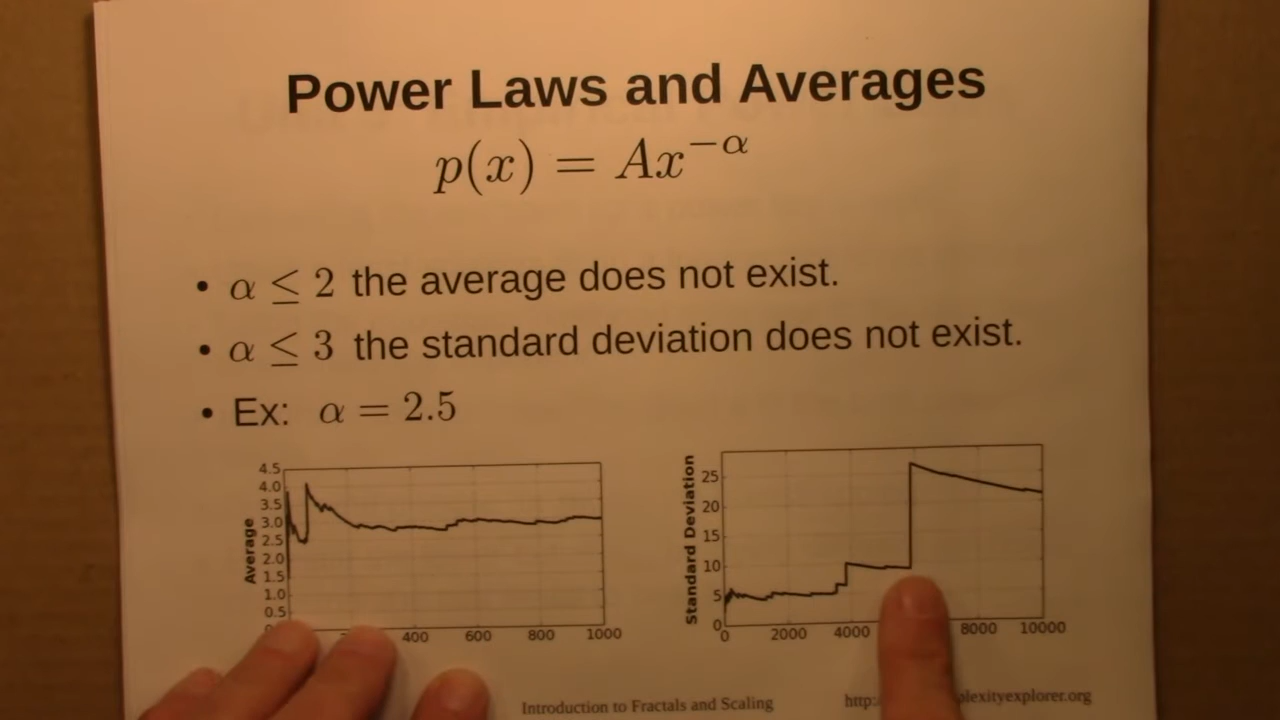 Power Laws and Averages
p(x) = Ax^{-α}
• α ≤ 2 the average does not exist.
• α ≤ 3 the standard deviation does not exist.
• Ex: α = 2.5
Average
4.5
4.0
3.5
3.0
2.5
2.0
1.5
1.0
0.5
400 600 800 1000
Standard Deviation
25
20
15
10
5
0
0 2000 4000 8000 10000
Introduction to Fractals and Scaling